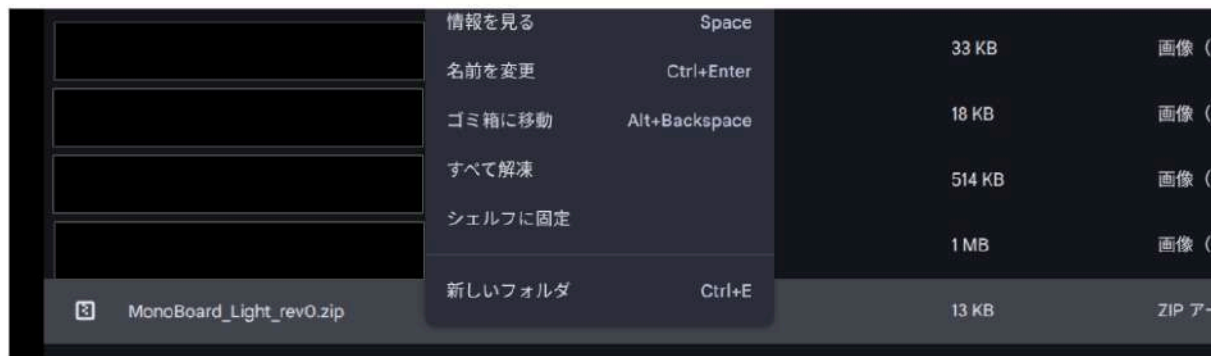 情報を見る Space
33 KB 画像（
名前を変更 Ctrl+Enter
18 KB 画像（
ゴミ箱に移動 Alt+Backspace
すべて解凍
514 KB 画像（
シェルフに固定
1 MB 画像（
新しいフォルダ Ctrl+E
MonoBoard_Light_rev0.zip 13 KB ZIP アー